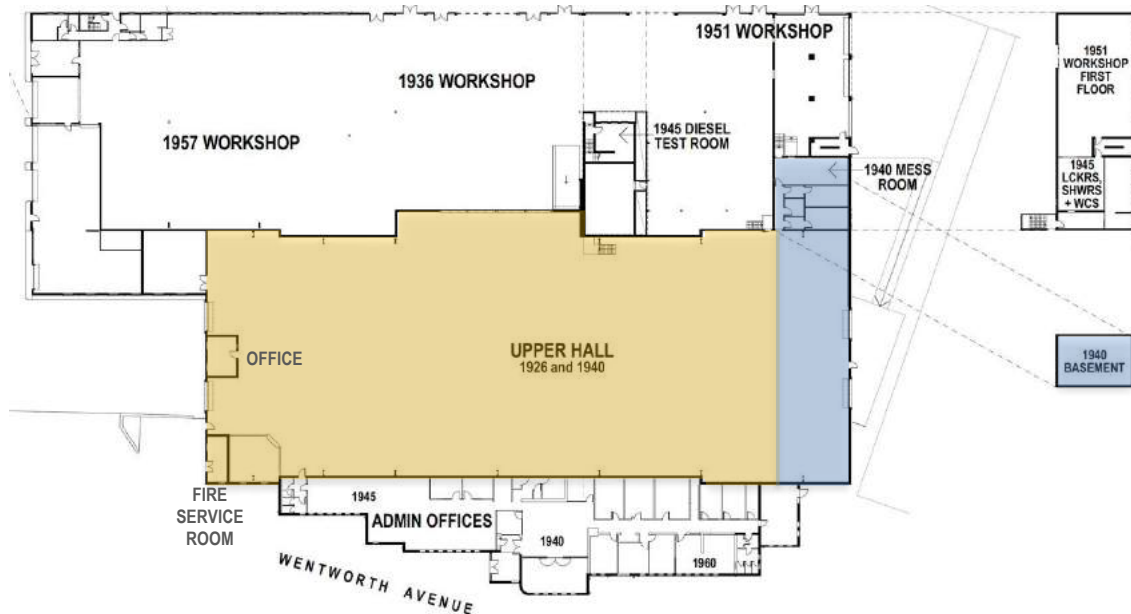 1951 WORKSHOP
1951
WORKSHOP
FIRST
FLOOR
1936 WORKSHOP
1957 WORKSHOP
1945 DIESEL
TEST ROOM
1940 MESS
ROOM
1945
LCKRS,
SHWRS
+ WCS
OFFICE
UPPER HALL
1926 and 1940
1940
BASEMENT
FIRE
SERVICE
ROOM
1945
ADMIN OFFICES
1940
1960
WENTWORTH AVENUE